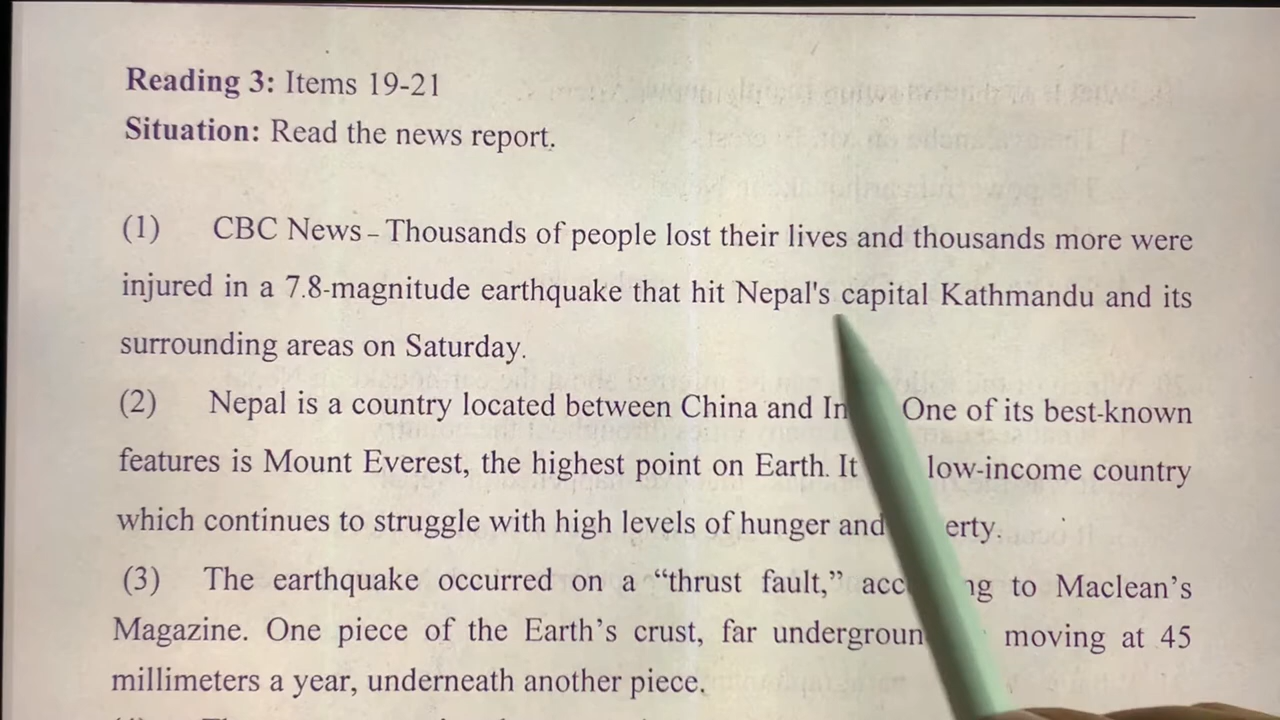 Reading 3: Items 19-21
Situation: Read the news report.
(1) CBC News – Thousands of people lost their lives and thousands more were
injured in a 7.8-magnitude earthquake that hit Nepal's capital Kathmandu and its
surrounding areas on Saturday.
(2) Nepal is a country located between China and In One of its best-known
features is Mount Everest, the highest point on Earth. It low-income country
which continues to struggle with high levels of hunger and erty.
(3) The earthquake occurred on a “thrust fault,” acc ng to Maclean’s
Magazine. One piece of the Earth’s crust, far undergroun moving at 45
millimeters a year, underneath another piece.